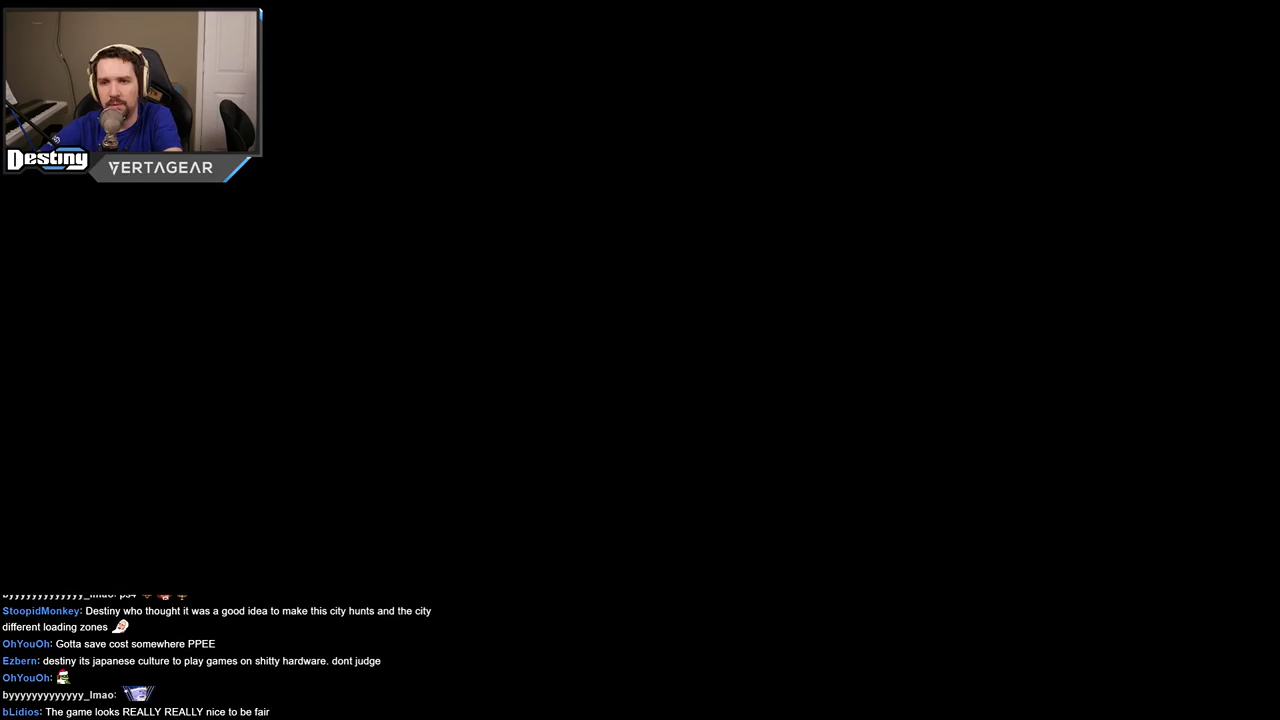 Destiny
VERTAGEAR
byyyyyyyyyyyyy_lmao: ps4
StoopidMonkey: Destiny who thought it was a good idea to make this city hunts and the city
different loading zones
OhYouOh: Gotta save cost somewhere PPEE
Ezbern: destiny its japanese culture to play games on shitty hardware. dont judge
OhYouOh:
byyyyyyyyyyyyy_lmao:
bLidios: The game looks REALLY REALLY nice to be fair